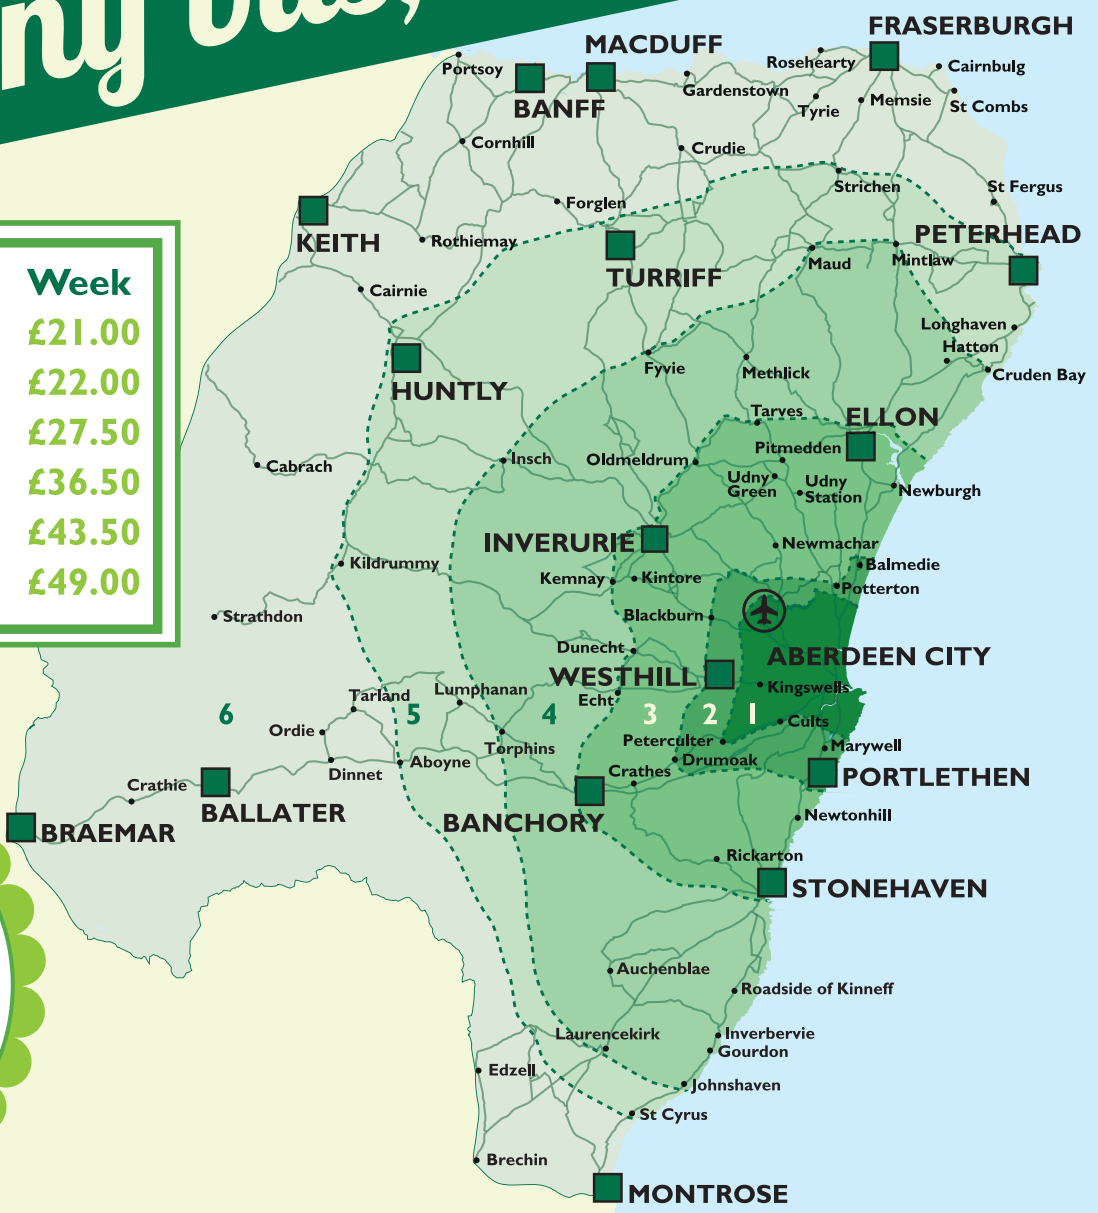 ny bus,
Week
£21.00
£22.00
£27.50
£36.50
£43.50
£49.00
FRASERBURGH
MACDUFF
Rosehearty
Cairnbulg
Portsoy
BANFF
Gardenstown
Tyrie
Memsie
St Combs
Cornhill
Crudie
Strichen
St Fergus
Forglen
KEITH
Rothiemay
TURRIFF
PETERHEAD
Maud
Mintlaw
Cairnie
Longhaven
Hatton
HUNTLY
Fyvie
Methlick
Cruden Bay
Tarves
ELLON
Pitmedden
Cabrach
Insch
Oldmeldrum
Udny
Green
Udny
Station
Newburgh
INVERURIE
Newmachar
Kildrummy
Kemnay
Kintore
Balmedie
Potterton
Strathdon
Blackburn
Dunecht
ABERDEEN CITY
WESTHILL
Kingswells
Echt
Tarland
Lumphanan
6
5
4
3
2
1
Cults
Ordie
Torphins
Peterculter
Marywell
Drumoak
Dinnet
Aboyne
Crathes
PORTLETHEN
Crathie
BALLATER
BANCHORY
Newtonhill
BRAEMAR
Rickarton
STONEHAVEN
Auchenblae
Roadside of Kinneff
Laurencekirk
Inverbervie
Gourdon
Edzell
Johnshaven
St Cyrus
Brechin
MONTROSE